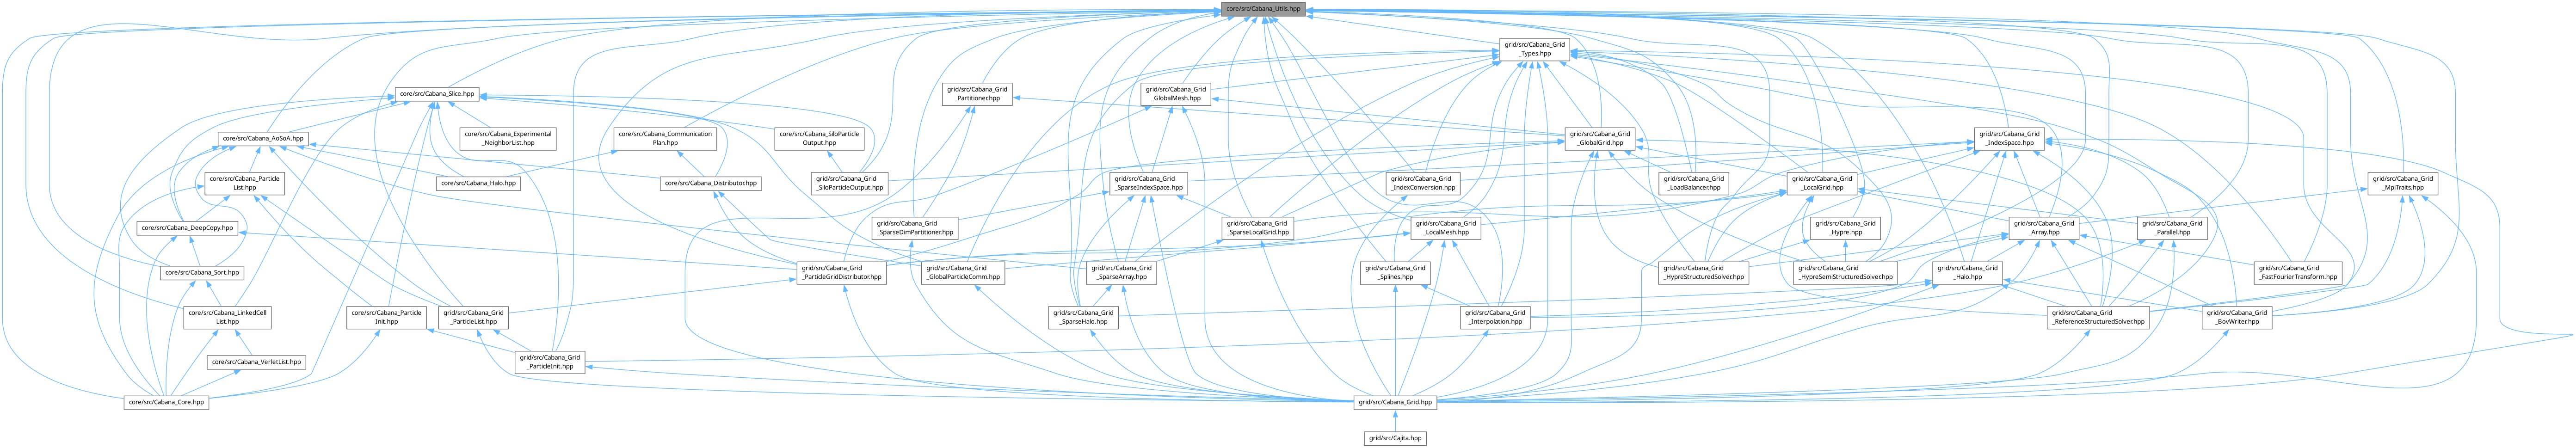 core/src/Cabana_Utils.hpp
grid/src/Cabana_Grid
_Types.hpp
core/src/Cabana_Slice.hpp
grid/src/Cabana_Grid
_Partitioner.hpp
grid/src/Cabana_Grid
_GlobalMesh.hpp
core/src/Cabana_AoSoA.hpp
core/src/Cabana_Experimental
_NeighborList.hpp
core/src/Cabana_Communication
Plan.hpp
core/src/Cabana_SiloParticle
Output.hpp
grid/src/Cabana_Grid
_GlobalGrid.hpp
grid/src/Cabana_Grid
_IndexSpace.hpp
core/src/Cabana_Particle
List.hpp
core/src/Cabana_Halo.hpp
core/src/Cabana_Distributor.hpp
grid/src/Cabana_Grid
_SiloParticleOutput.hpp
grid/src/Cabana_Grid
_SparseIndexSpace.hpp
grid/src/Cabana_Grid
_IndexConversion.hpp
grid/src/Cabana_Grid
_LoadBalancer.hpp
grid/src/Cabana_Grid
_LocalGrid.hpp
grid/src/Cabana_Grid
_MpiTraits.hpp
core/src/Cabana_DeepCopy.hpp
grid/src/Cabana_Grid
_SparseDimPartitioner.hpp
grid/src/Cabana_Grid
_SparseLocalGrid.hpp
grid/src/Cabana_Grid
_LocalMesh.hpp
grid/src/Cabana_Grid
_Hypre.hpp
grid/src/Cabana_Grid
_Array.hpp
grid/src/Cabana_Grid
_Parallel.hpp
core/src/Cabana_Sort.hpp
grid/src/Cabana_Grid
_ParticleGridDistributor.hpp
grid/src/Cabana_Grid
_GlobalParticleComm.hpp
grid/src/Cabana_Grid
_SparseArray.hpp
grid/src/Cabana_Grid
_Splines.hpp
grid/src/Cabana_Grid
_HypreStructuredSolver.hpp
grid/src/Cabana_Grid
_HypreSemiStructuredSolver.hpp
grid/src/Cabana_Grid
_Halo.hpp
grid/src/Cabana_Grid
_FastFourierTransform.hpp
core/src/Cabana_LinkedCell
List.hpp
core/src/Cabana_Particle
Init.hpp
grid/src/Cabana_Grid
_ParticleList.hpp
grid/src/Cabana_Grid
_SparseHalo.hpp
grid/src/Cabana_Grid
_Interpolation.hpp
grid/src/Cabana_Grid
_ReferenceStructuredSolver.hpp
grid/src/Cabana_Grid
_BovWriter.hpp
core/src/Cabana_VerletList.hpp
grid/src/Cabana_Grid
_ParticleInit.hpp
core/src/Cabana_Core.hpp
grid/src/Cabana_Grid.hpp
grid/src/Cajita.hpp